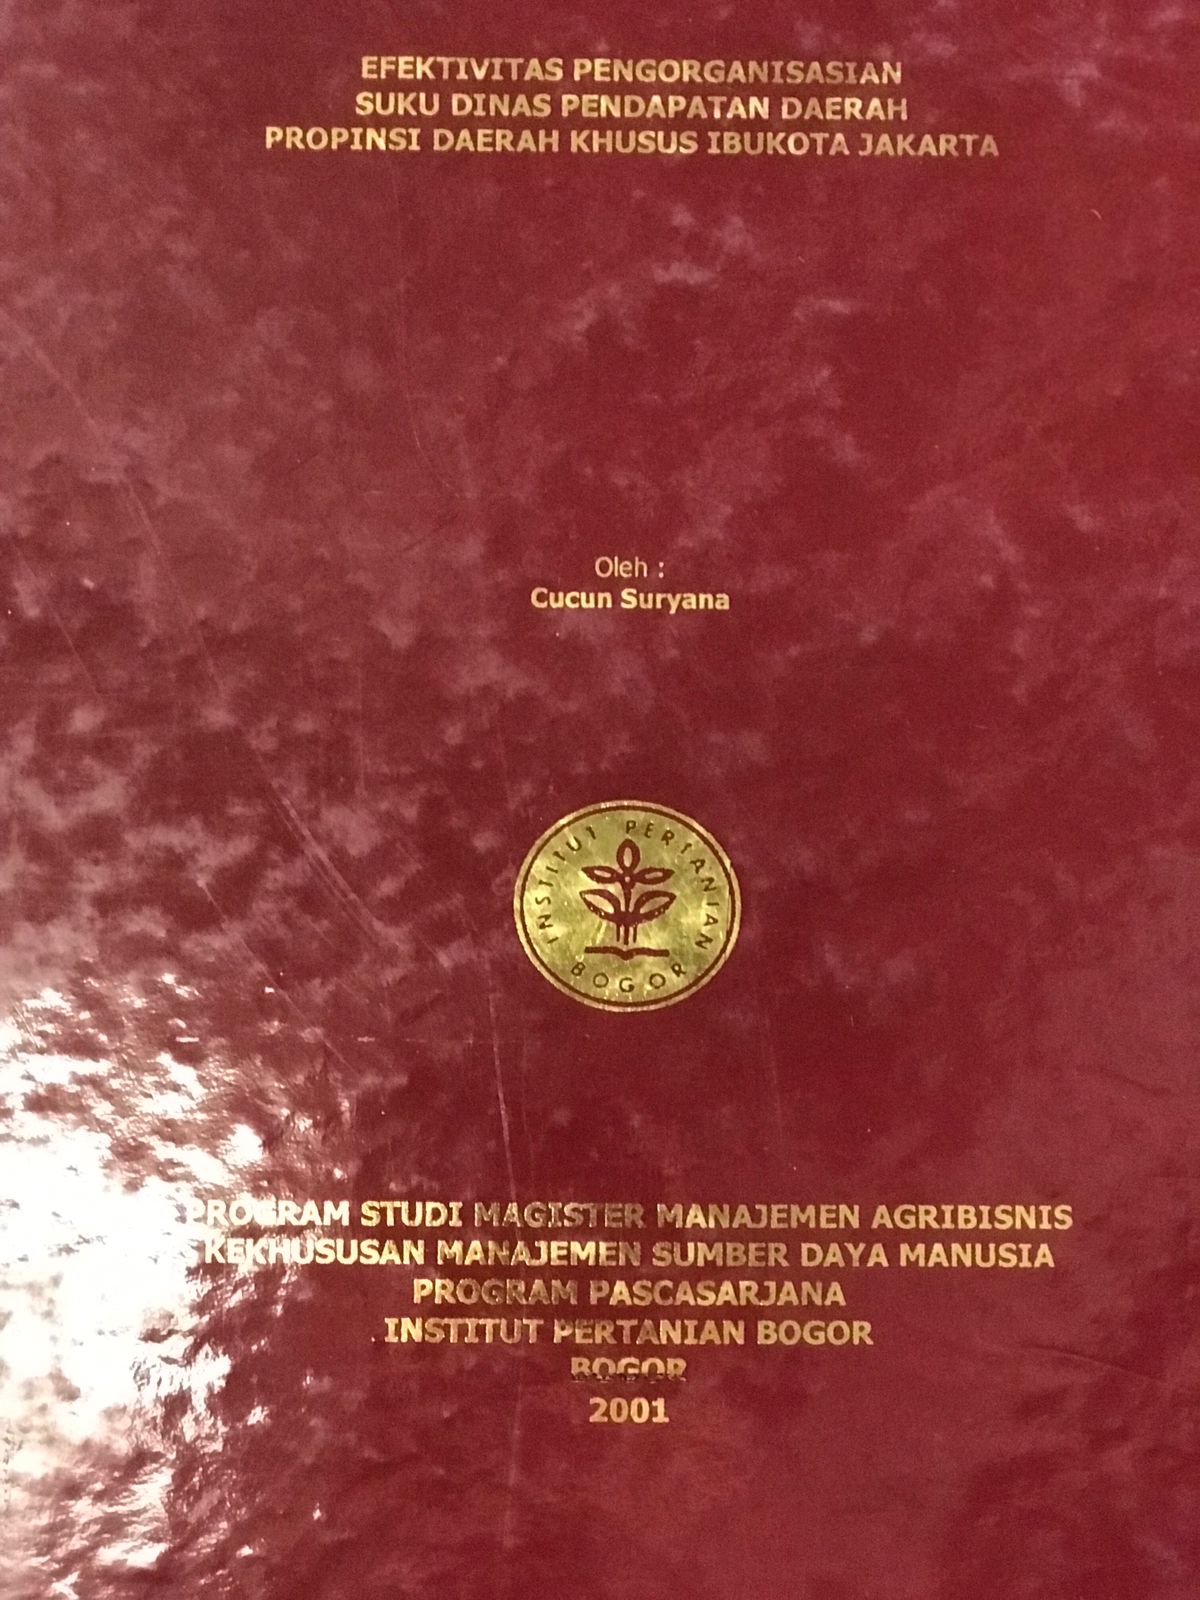 EFEKTIVITAS PENGORGANISASIAN
SUKU DINAS PENDAPATAN DAERAH
PROPINSI DAERAH KHUSUS IBUKOTA JAKARTA
Oleh :
Cucun Suryana
INSTITUT PERTANIAN
BOGOR
PROGRAM STUDI MAGISTER MANAJEMEN AGRIBISNIS
KEKHUSUSAN MANAJEMEN SUMBER DAYA MANUSIA
PROGRAM PASCASARJANA
INSTITUT PERTANIAN BOGOR
BOGOR
2001